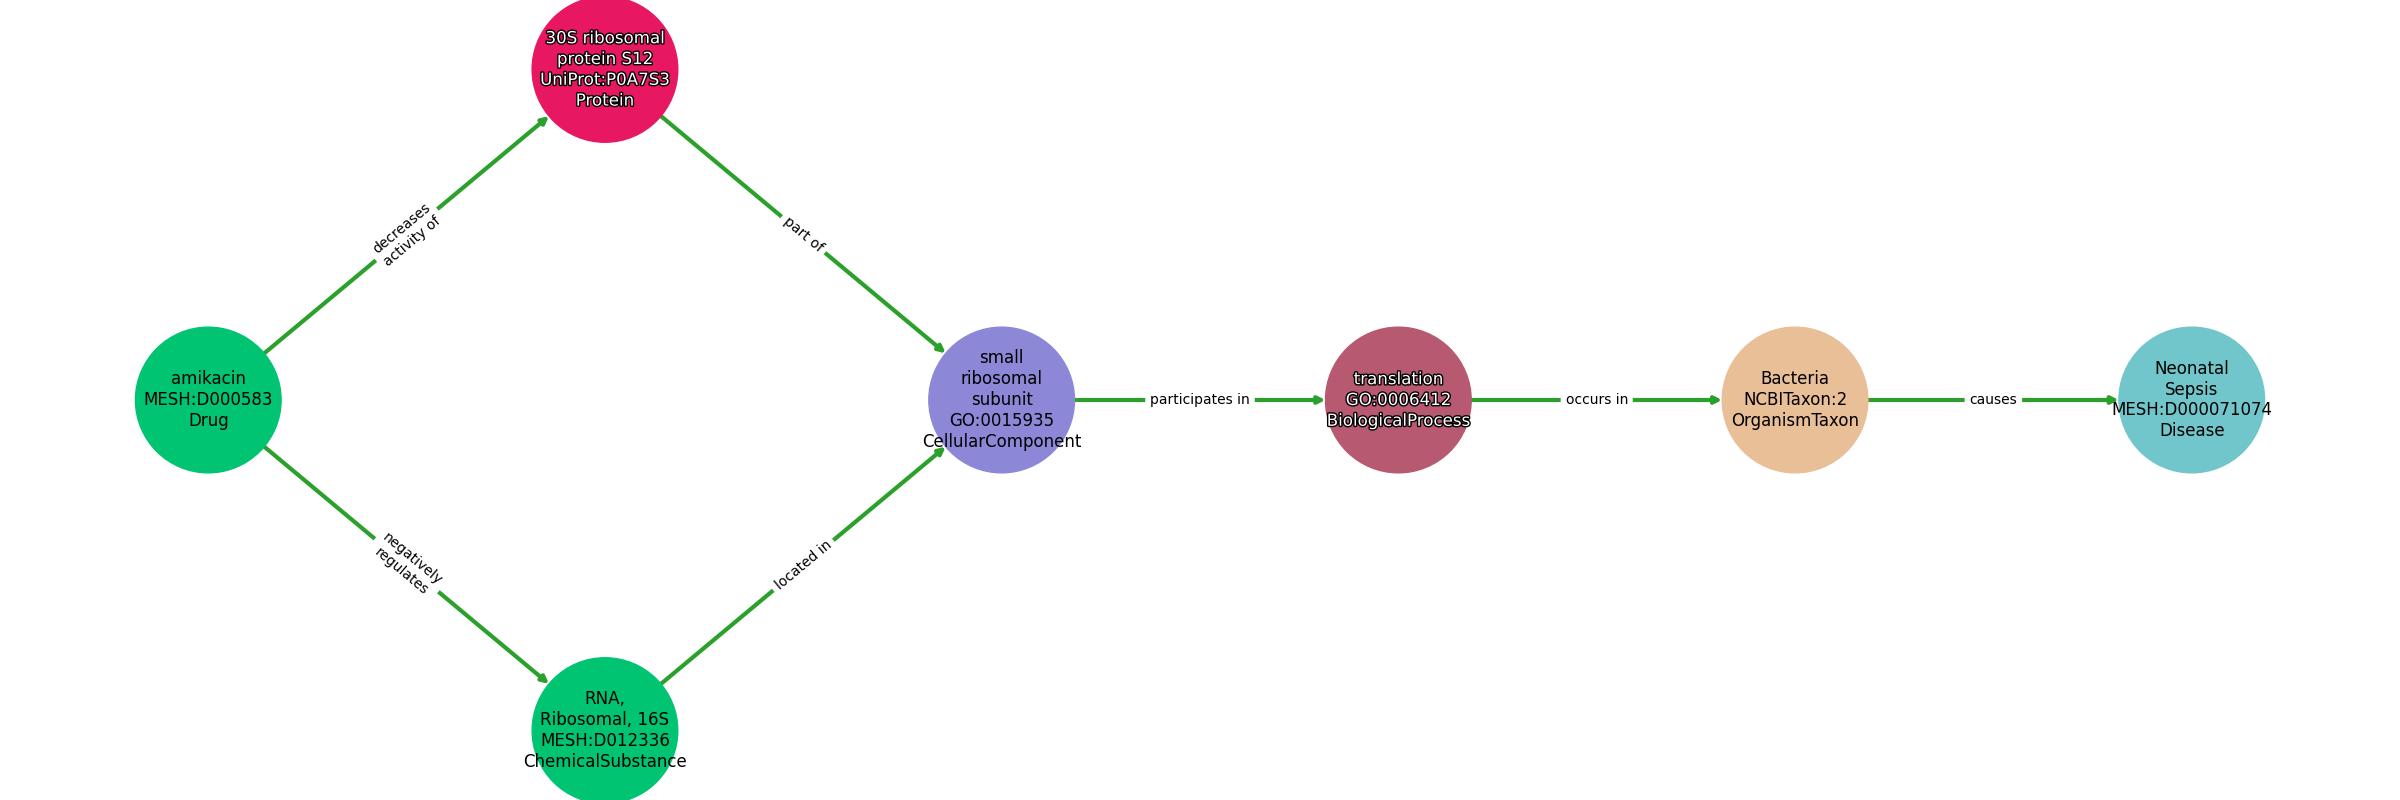 30S ribosomal
protein S12
UniProt:P0A7S3
Protein
decreases
activity of
part of
amikacin
MESH:D000583
Drug
small
ribosomal
subunit
GO:0015935
CellularComponent
participates in
translation
GO:0006412
BiologicalProcess
occurs in
Bacteria
NCBITaxon:2
OrganismTaxon
causes
Neonatal
Sepsis
MESH:D000071074
Disease
negatively
regulates
located in
RNA,
Ribosomal, 16S
MESH:D012336
ChemicalSubstance